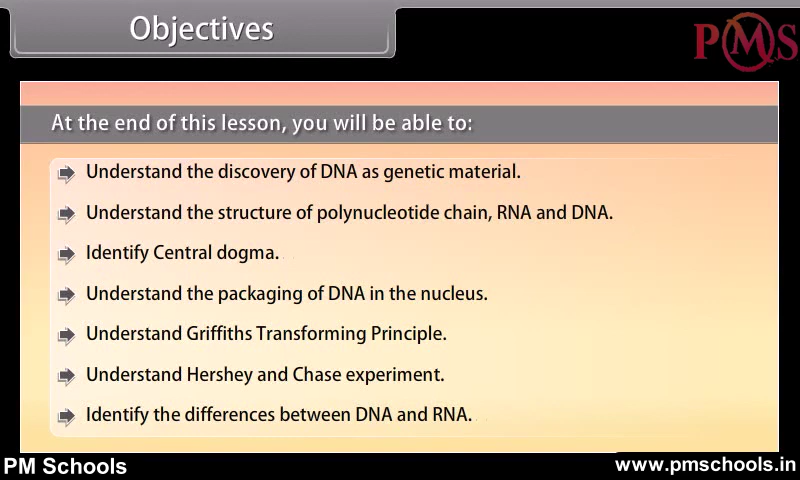 Objectives
PMS
At the end of this lesson, you will be able to:
Understand the discovery of DNA as genetic material.
Understand the structure of polynucleotide chain, RNA and DNA.
Identify Central dogma.
Understand the packaging of DNA in the nucleus.
Understand Griffiths Transforming Principle.
Understand Hershey and Chase experiment.
Identify the differences between DNA and RNA.
PM Schools
www.pmschools.in